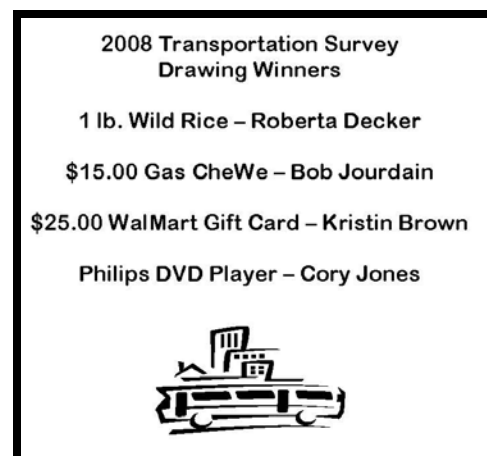 2008 Transportation Survey
Drawing Winners
1 lb. Wild Rice – Roberta Decker
$15.00 Gas CheWe – Bob Jourdain
$25.00 WalMart Gift Card – Kristin Brown
Philips DVD Player – Cory Jones